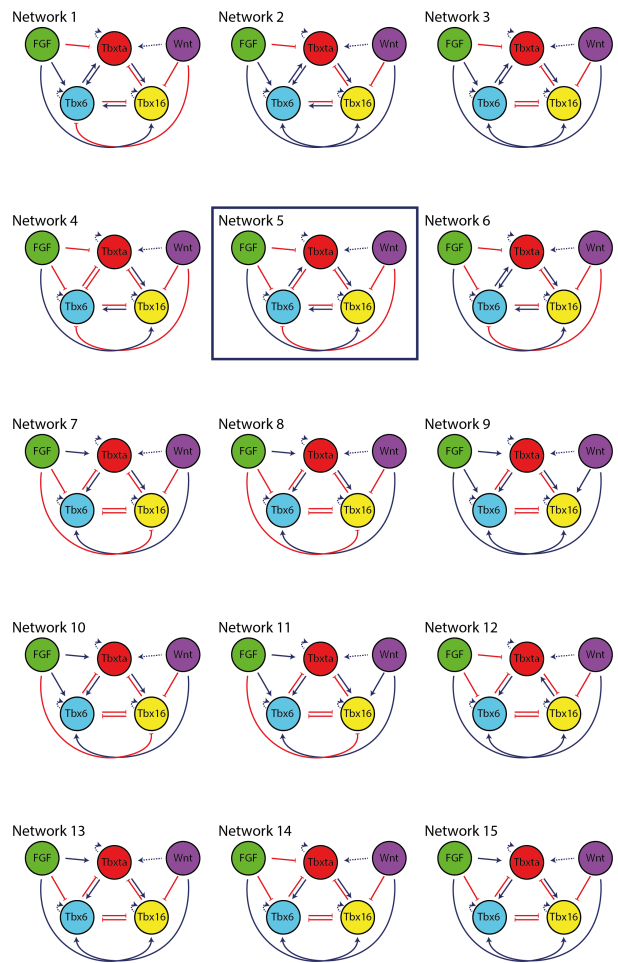 Network 1
FGF
Tbxta
Wnt
Tbx6
Tbx16
Network 2
FGF
Tbxta
Wnt
Tbx6
Tbx16
Network 3
FGF
Tbxta
Wnt
Tbx6
Tbx16
Network 4
FGF
Tbxta
Wnt
Tbx6
Tbx16
Network 5
FGF
Tbxta
Wnt
Tbx6
Tbx16
Network 6
FGF
Tbxta
Wnt
Tbx6
Tbx16
Network 7
FGF
Tbxta
Wnt
Tbx6
Tbx16
Network 8
FGF
Tbxta
Wnt
Tbx6
Tbx16
Network 9
FGF
Tbxta
Wnt
Tbx6
Tbx16
Network 10
FGF
Tbxta
Wnt
Tbx6
Tbx16
Network 11
FGF
Tbxta
Wnt
Tbx6
Tbx16
Network 12
FGF
Tbxta
Wnt
Tbx6
Tbx16
Network 13
FGF
Tbxta
Wnt
Tbx6
Tbx16
Network 14
FGF
Tbxta
Wnt
Tbx6
Tbx16
Network 15
FGF
Tbxta
Wnt
Tbx6
Tbx16